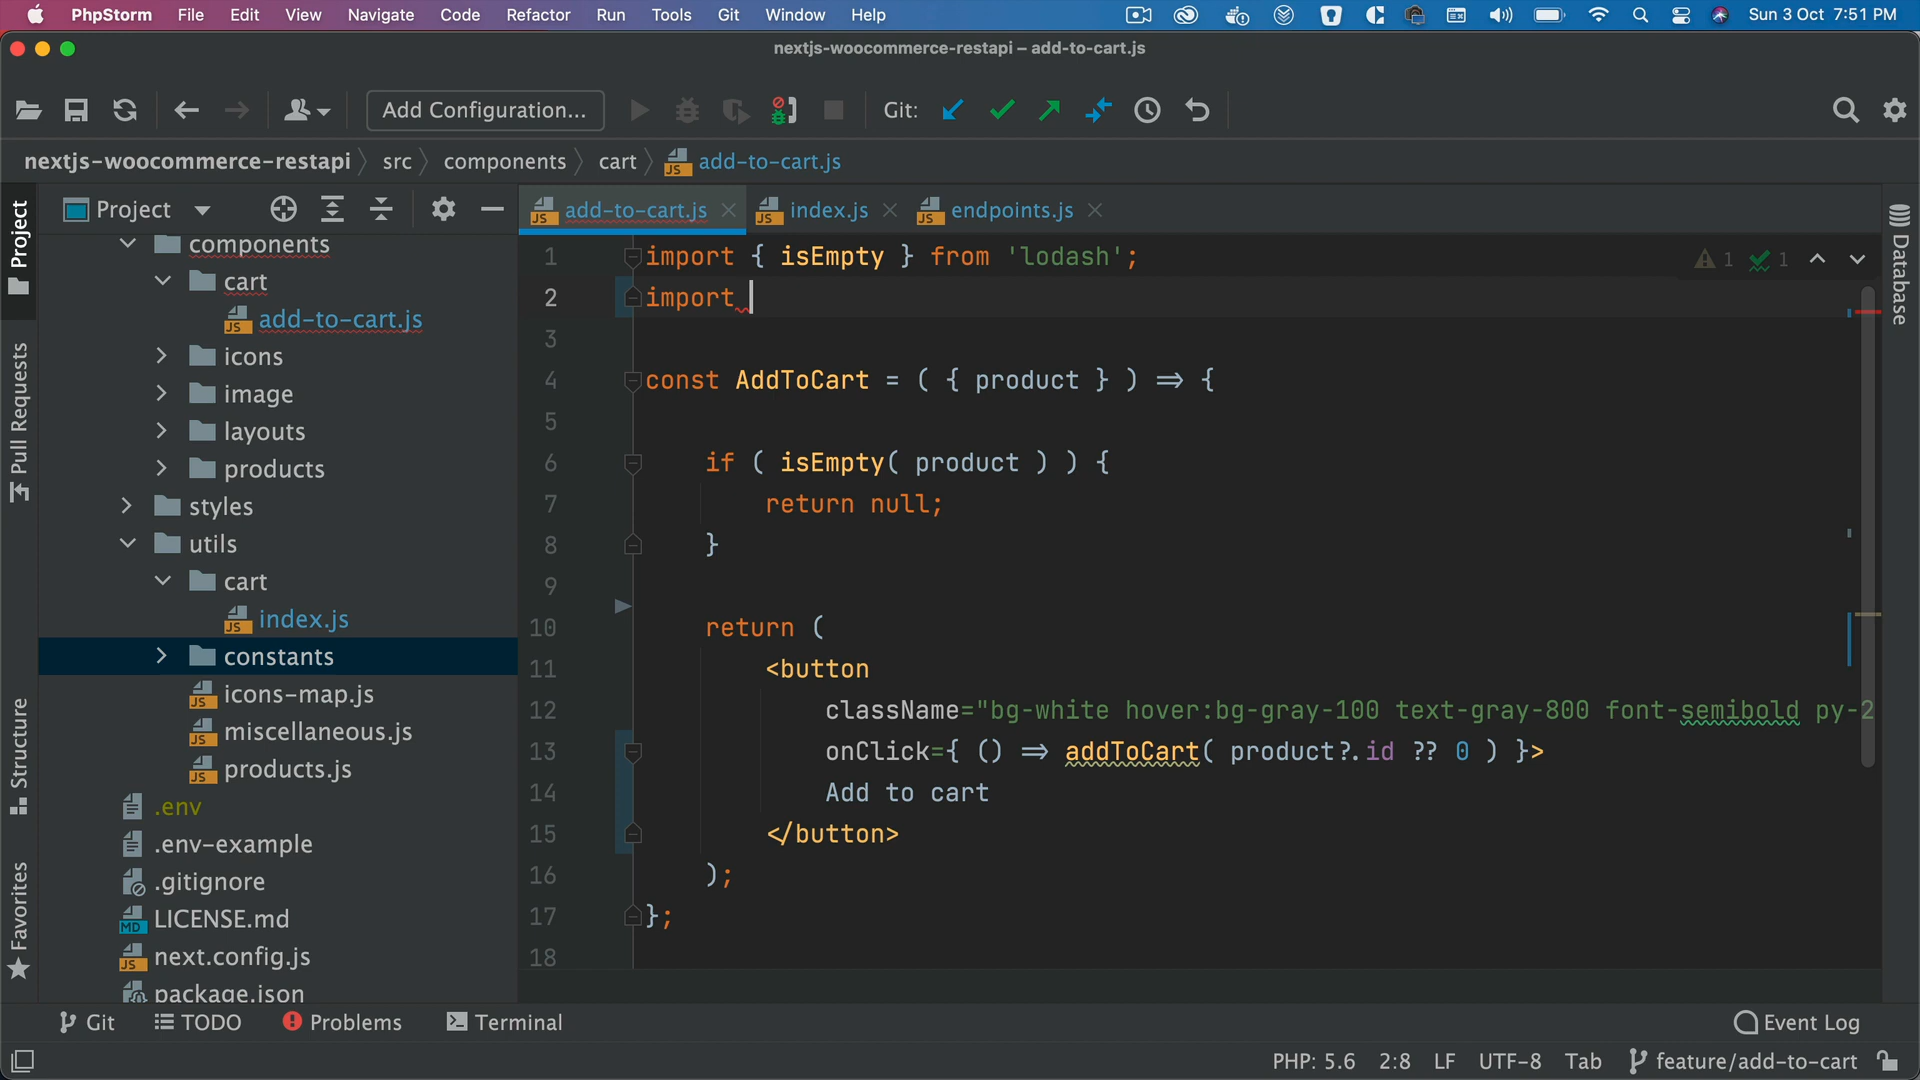 PhpStorm File Edit View Navigate Code Refactor Run Tools Git Window Help Sun 3 Oct 7:51 PM
nextjs-woocommerce-restapi – add-to-cart.js
Add Configuration... Git:
nextjs-woocommerce-restapi src components cart add-to-cart.js
Project
Pull Requests
Structure
Favorites
Project
components
cart
add-to-cart.js
icons
image
layouts
products
styles
utils
cart
index.js
constants
icons-map.js
miscellaneous.js
products.js
.env
.env-example
.gitignore
LICENSE.md
next.config.js
package.json
add-to-cart.js index.js endpoints.js
1 import { isEmpty } from 'lodash'; 1 1
2 import
3
4 const AddToCart = ( { product } ) => {
5
6 if ( isEmpty( product ) ) {
7 return null;
8 }
9
10 return (
11 <button
12 className="bg-white hover:bg-gray-100 text-gray-800 font-semibold py-2
13 onClick={ () => addToCart( product?.id ?? 0 ) }>
14 Add to cart
15 </button>
16 );
17 };
18
Database
Git TODO Problems Terminal Event Log
PHP: 5.6 2:8 LF UTF-8 Tab feature/add-to-cart